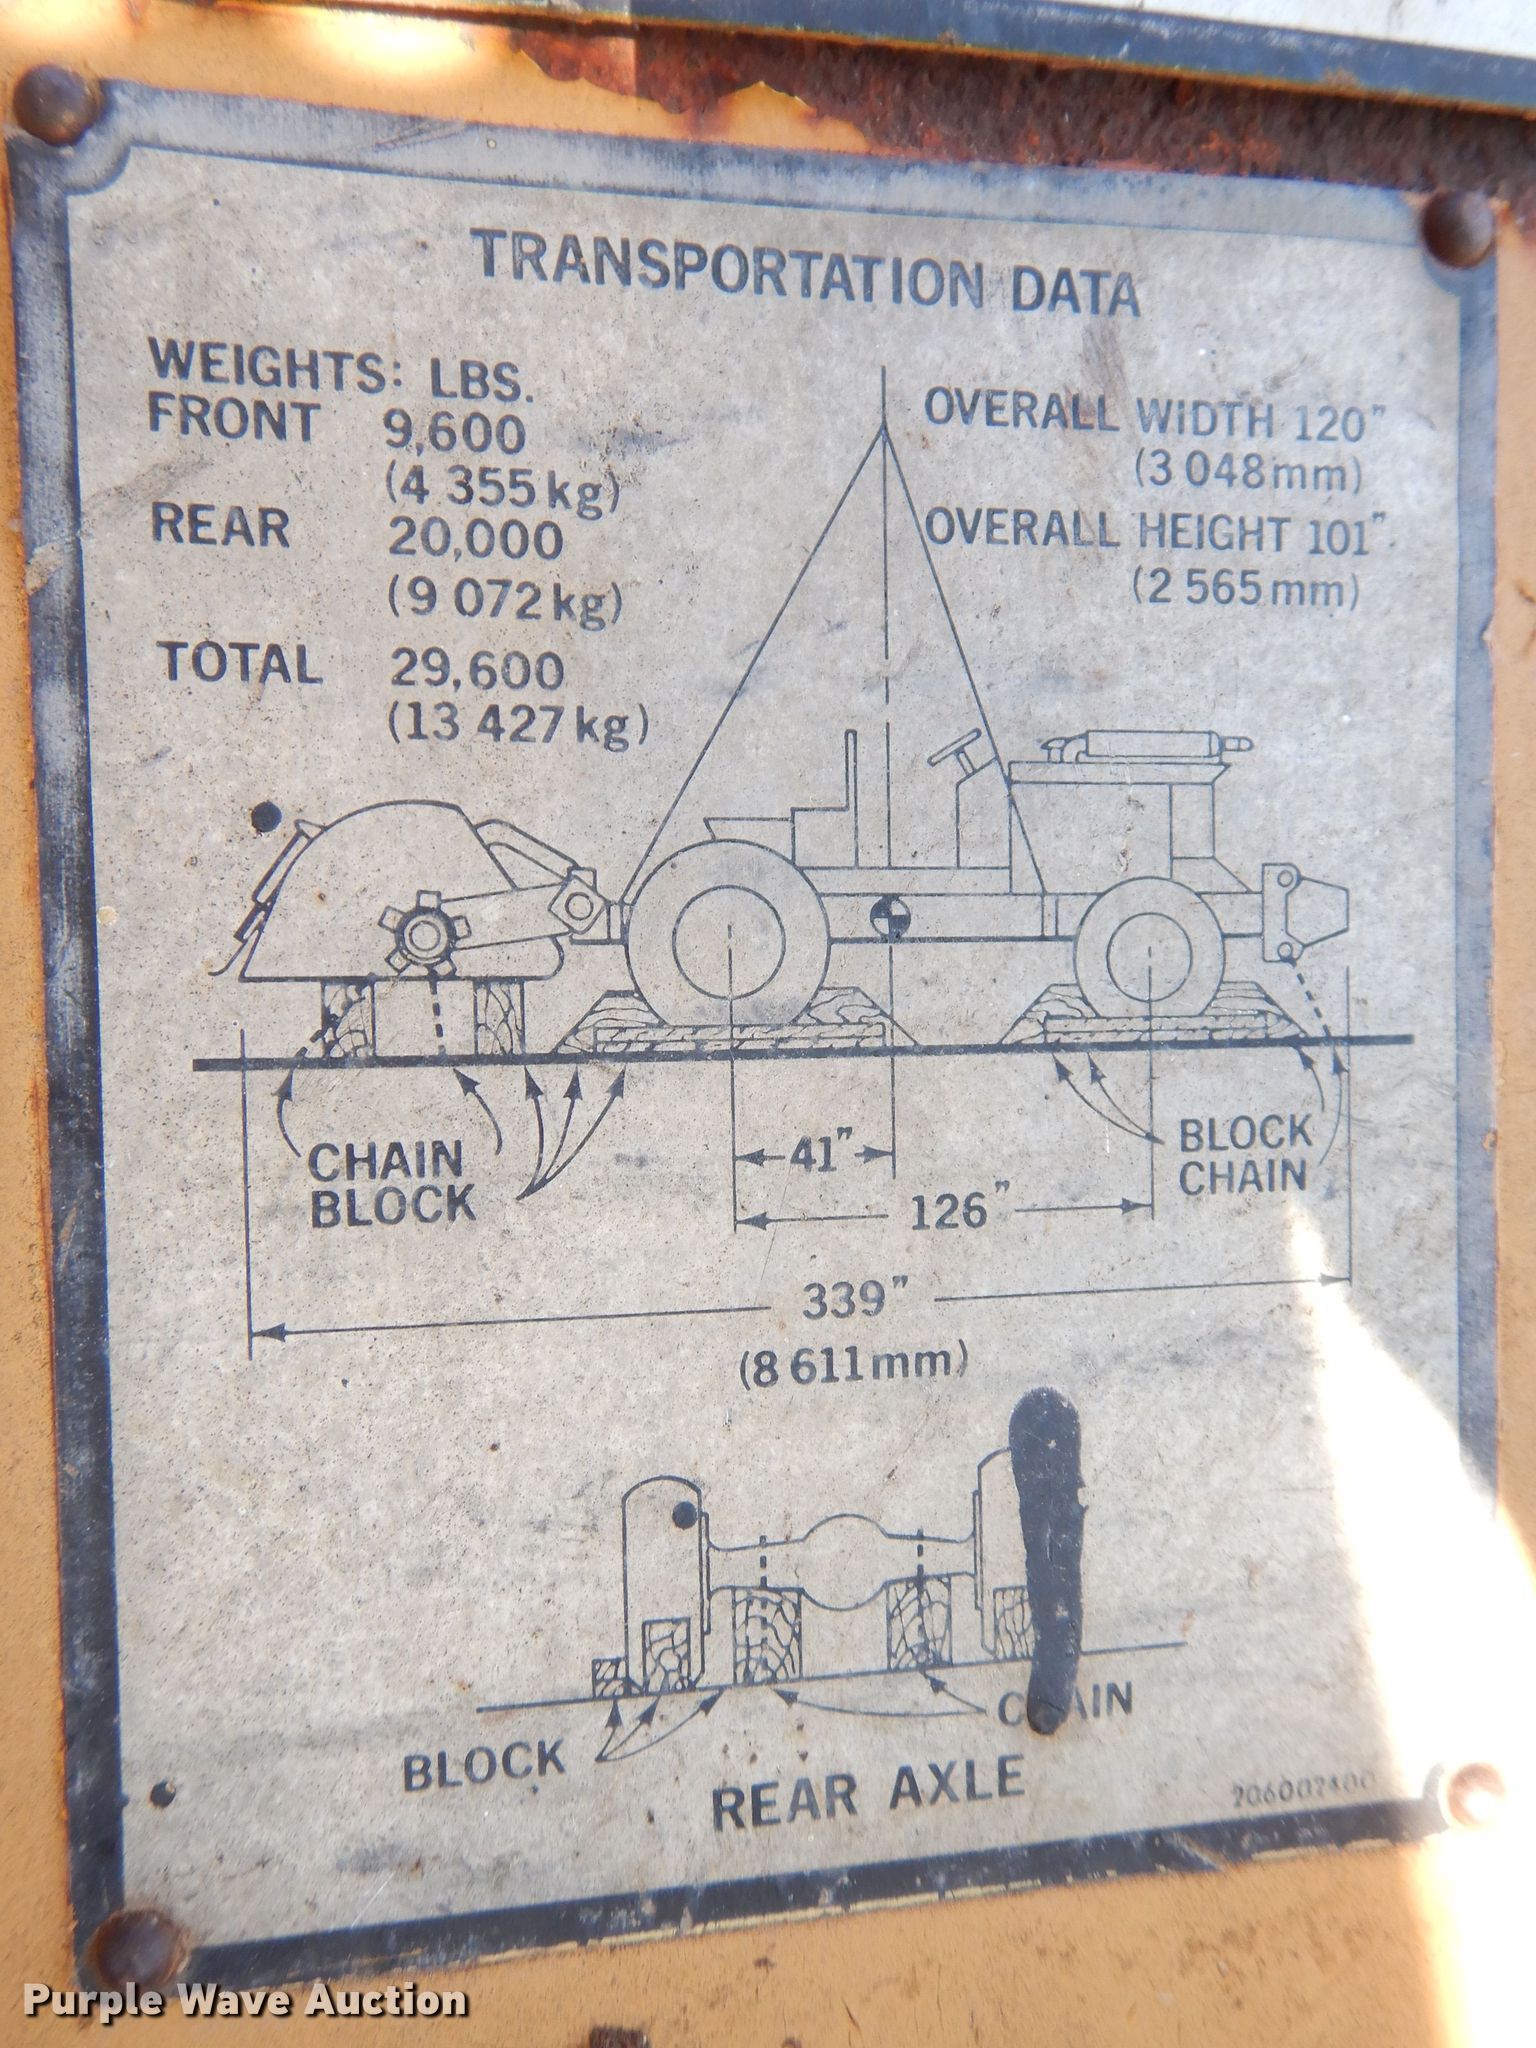 TRANSPORTATION DATA
WEIGHTS: LBS.
FRONT 9,600
(4 355 kg)
REAR 20,000
(9 072 kg)
TOTAL 29,600
(13 427 kg)
OVERALL WIDTH 120"
(3 048 mm)
OVERALL HEIGHT 101"
(2 565 mm)
CHAIN
BLOCK
BLOCK
CHAIN
41"
126"
339"
(8 611 mm)
BLOCK
REAR AXLE
Purple Wave Auction